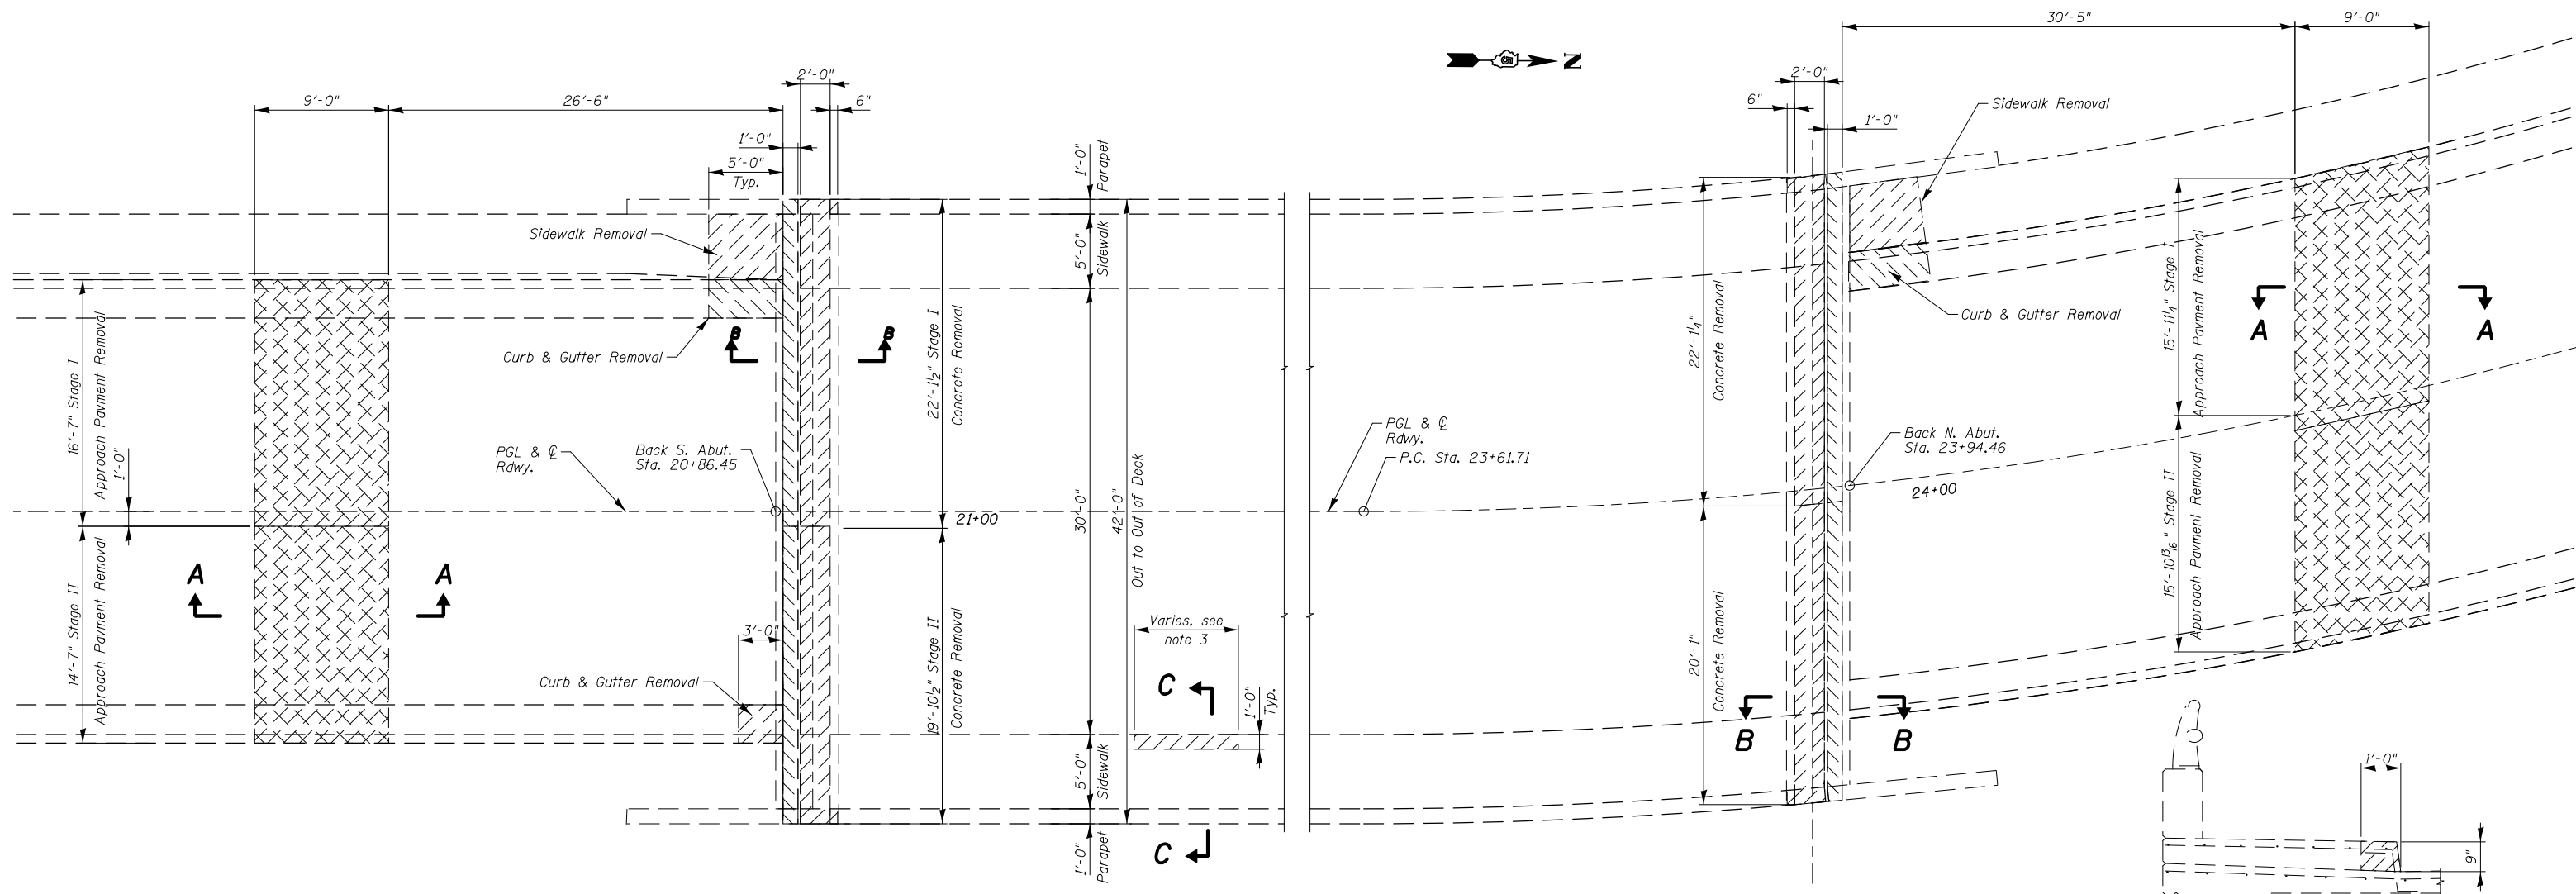 30'-5"
9'-0"
N
2'-0"
2'-0"
9'-0"
26'-6"
6"
6"
Sidewalk Removal
1'-0"
1'-0"
1'-0"
Parapet
5'-0"
Typ.
Sidewalk Removal
5'-0"
Sidewalk
Curb & Gutter Removal
Curb & Gutter Removal
B
B
A
A
16'-7" Stage I
Approach Pavment Removal
1'-0"
22'-1½" Stage I
Concrete Removal
22'-1¼"
Concrete Removal
15'-11¼" Stage I
Approach Pavment Removal
PGL & ℄
Rdwy.
Back S. Abut.
Sta. 20+86.45
21+00
30'-0"
42'-0"
Out to Out of Deck
PGL & ℄
Rdwy.
P.C. Sta. 23+61.71
Back N. Abut.
Sta. 23+94.46
24+00
14'-7" Stage II
Approach Pavment Removal
A
A
3'-0"
Curb & Gutter Removal
19'-10½" Stage II
Concrete Removal
Varies, see
note 3
C
1'-0"
Typ.
20'-1"
Concrete Removal
15'-10¹³⁄₁₆" Stage II
Approach Pavment Removal
B
B
5'-0"
Sidewalk
1'-0"
Parapet
C
1'-0"
9"